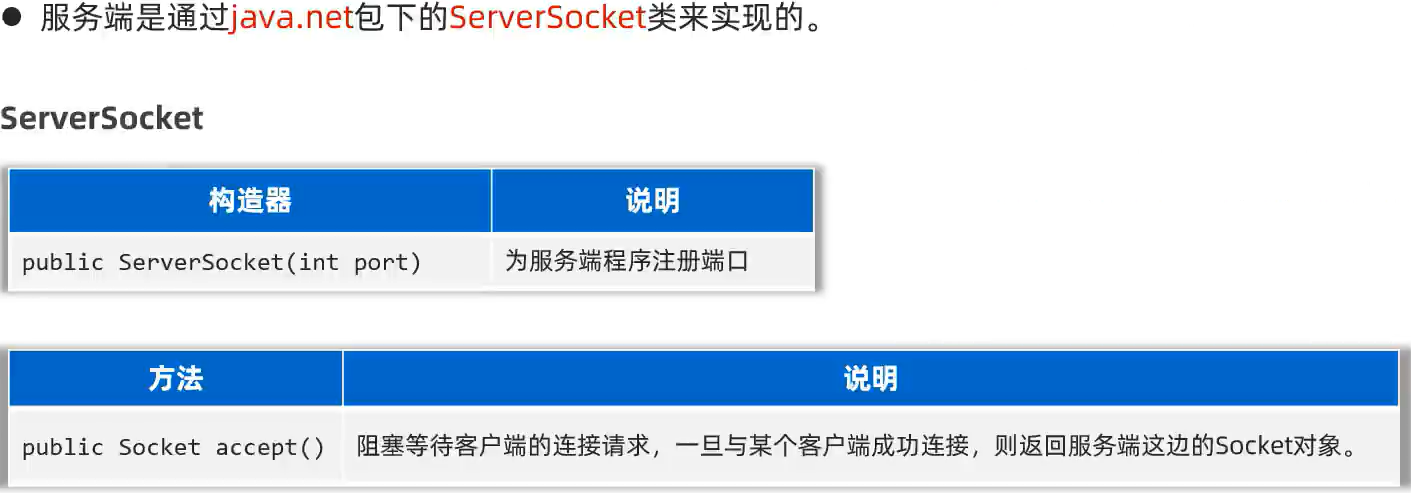 ● 服务端是通过java.net包下的ServerSocket类来实现的。
ServerSocket
构造器 说明
public ServerSocket(int port) 为服务端程序注册端口
方法 说明
public Socket accept() 阻塞等待客户端的连接请求，一旦与某个客户端成功连接，则返回服务端这边的Socket对象。